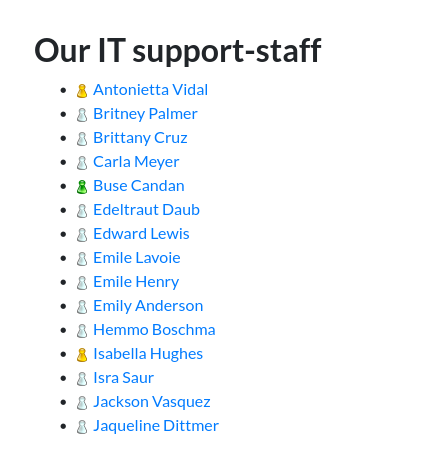 Our IT support-staff
Antonietta Vidal
Britney Palmer
Brittany Cruz
Carla Meyer
Buse Candan
Edeltraut Daub
Edward Lewis
Emile Lavoie
Emile Henry
Emily Anderson
Hemmo Boschma
Isabella Hughes
Isra Saur
Jackson Vasquez
Jaqueline Dittmer